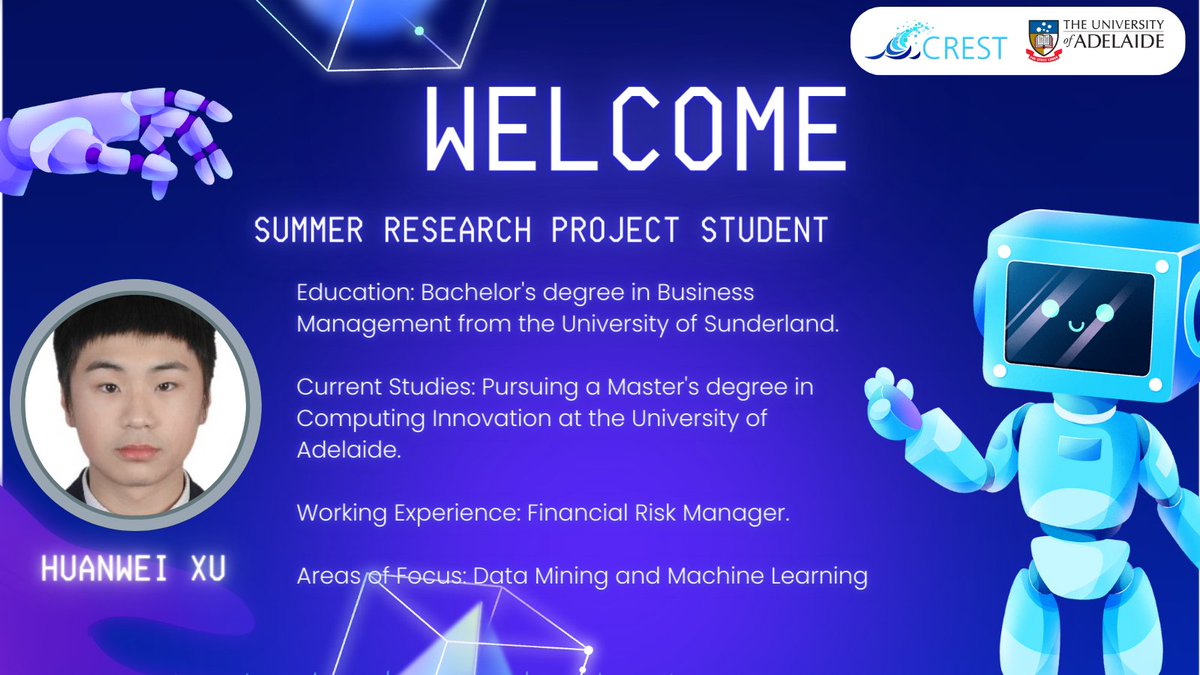 CREST
THE UNIVERSITY
of ADELAIDE
WELCOME
SUMMER RESEARCH PROJECT STUDENT
Education: Bachelor's degree in Business
Management from the University of Sunderland.
Current Studies: Pursuing a Master's degree in
Computing Innovation at the University of
Adelaide.
Working Experience: Financial Risk Manager.
Areas of Focus: Data Mining and Machine Learning
HUANWEI XU